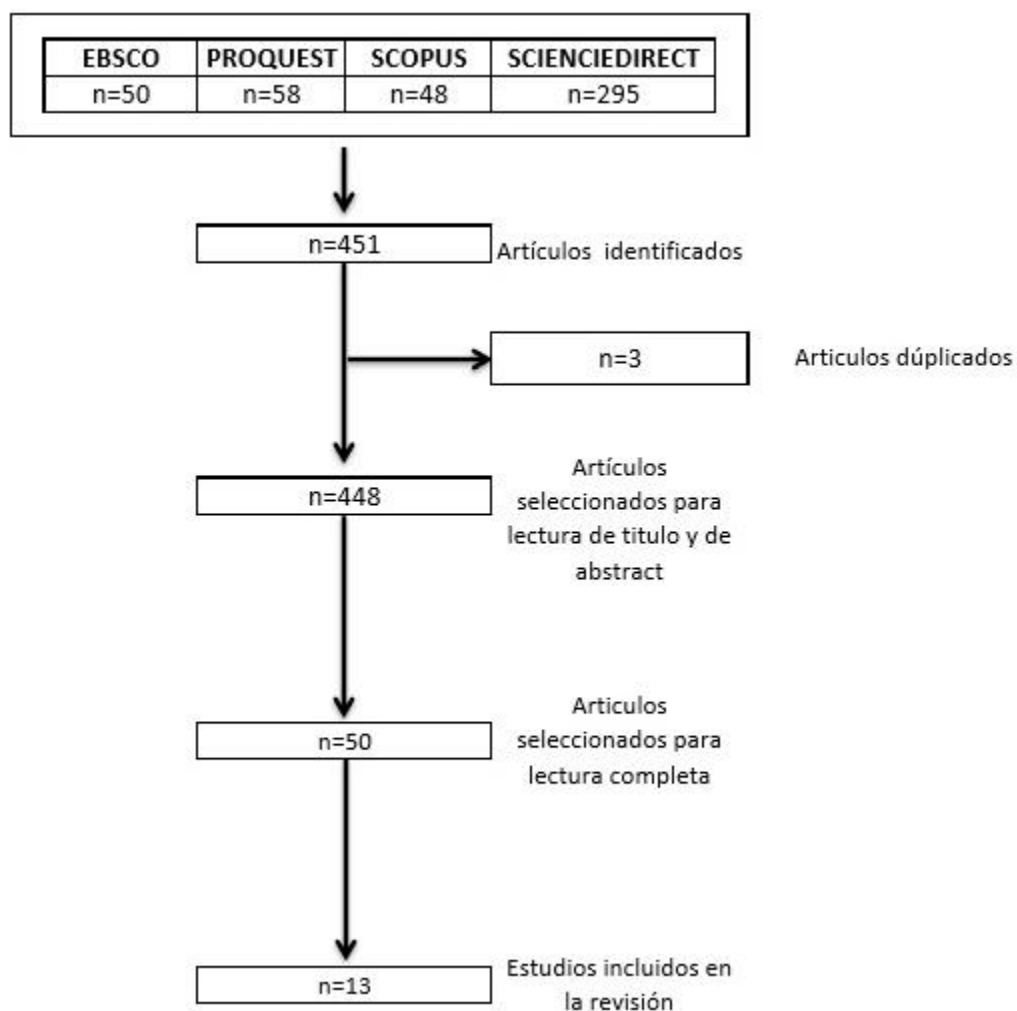 EBSCO PROQUEST SCOPUS SCIENCIEDIRECT
n=50 n=58 n=48 n=295
n=451
Artículos identificados
n=3
Articulos dúplicados
n=448
Artículos
seleccionados para
lectura de titulo y de
abstract
n=50
Articulos
seleccionados para
lectura completa
n=13
Estudios incluidos en
la revisión